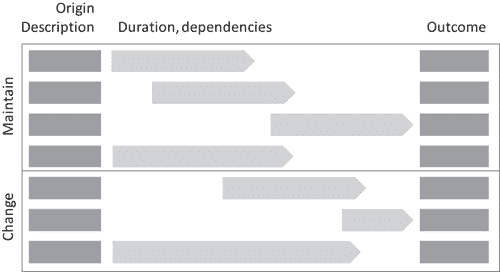 Origin
Description
Duration, dependencies
Outcome
Maintain
Change